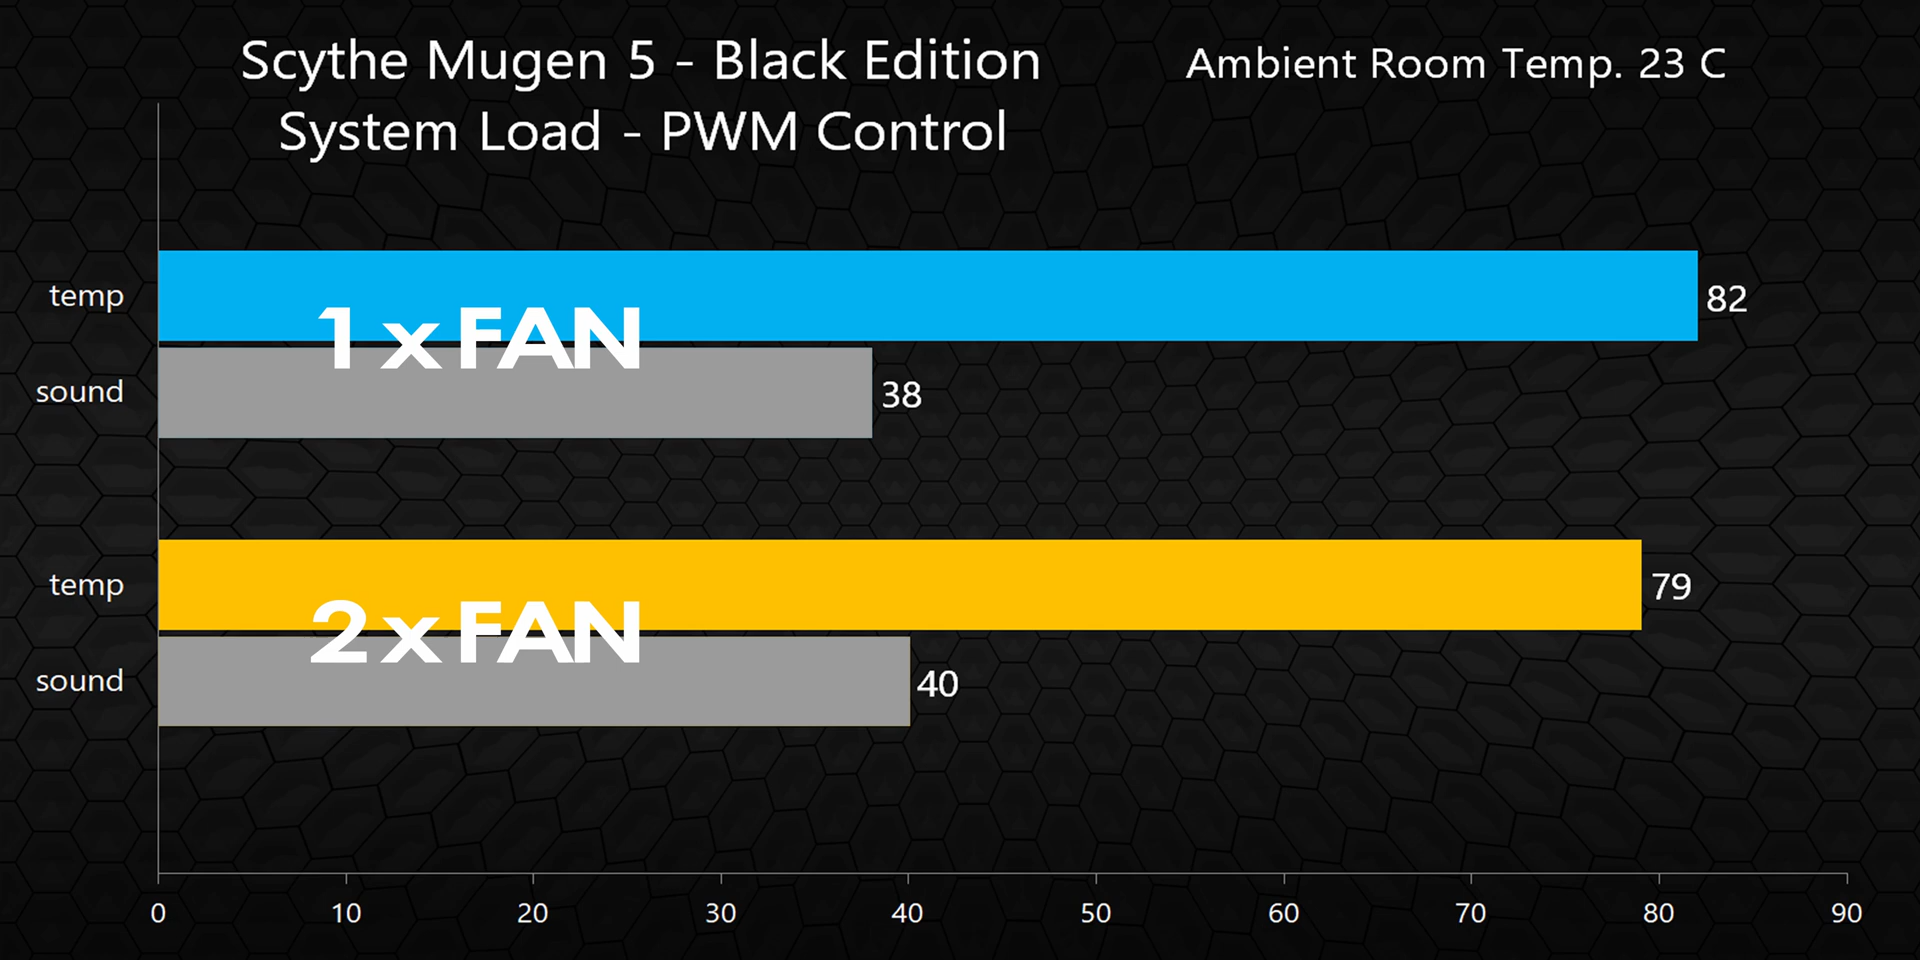 Scythe Mugen 5 - Black Edition
System Load - PWM Control
Ambient Room Temp. 23 C
temp
1 x FAN
82
sound
38
temp
2 x FAN
79
sound
40
0 10 20 30 40 50 60 70 80 90